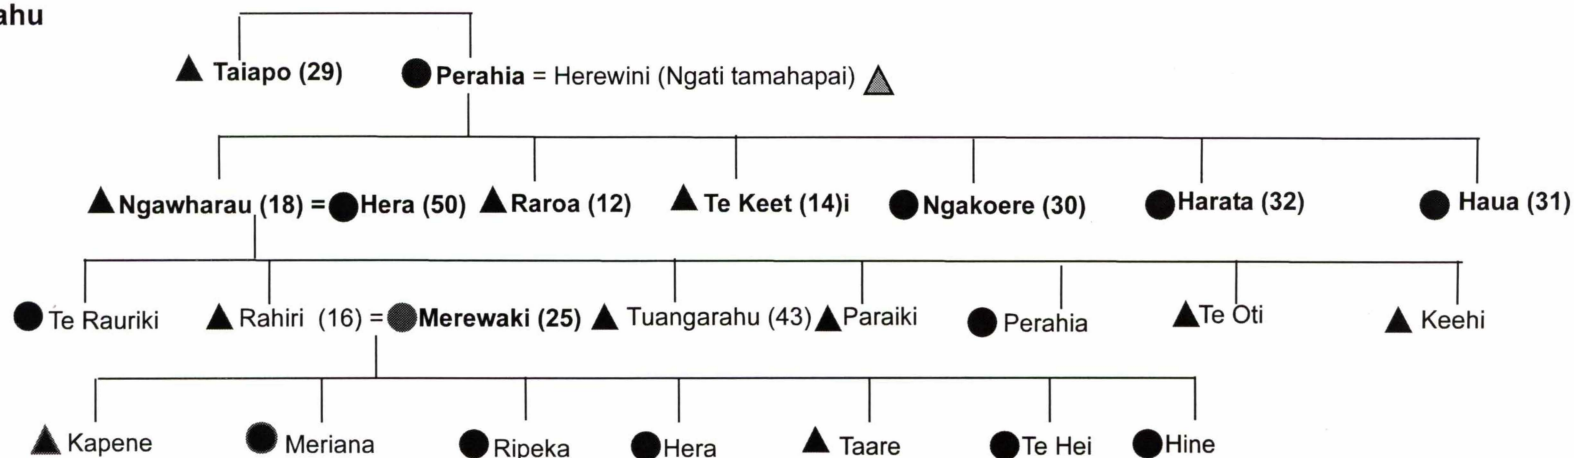 ahu
Taiapo (29) Perahia = Herewini (Ngati tamahapai)
Ngawharau (18) = Hera (50) Raroa (12) Te Keet (14)i Ngakoere (30) Harata (32) Haua (31)
Te Rauriki Rahiri (16) = Merewaki (25) Tuangarahu (43) Paraiki Perahia Te Oti Keehi
Kapene Meriana Ripeka Hera Taare Te Hei Hine